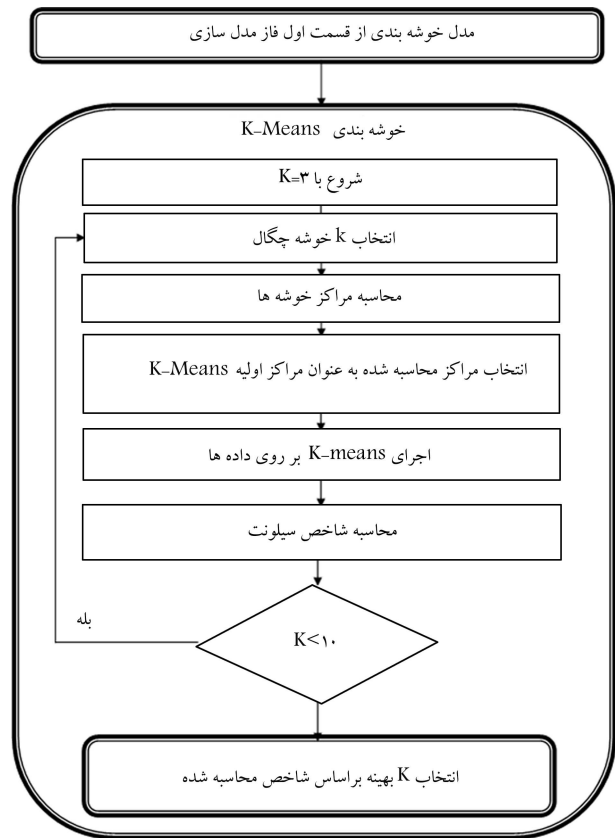 مدل خوشه بندی از قسمت اول فاز مدل سازی
خوشه بندی K-Means
شروع با K=۳
انتخاب k خوشه چگال
محاسبه مراکز خوشه ها
انتخاب مراکز محاسبه شده به عنوان مراکز اولیه K-Means
اجرای K-means بر روی داده ها
محاسبه شاخص سیلونت
K<۱۰
بله
انتخاب K بهینه براساس شاخص محاسبه شده